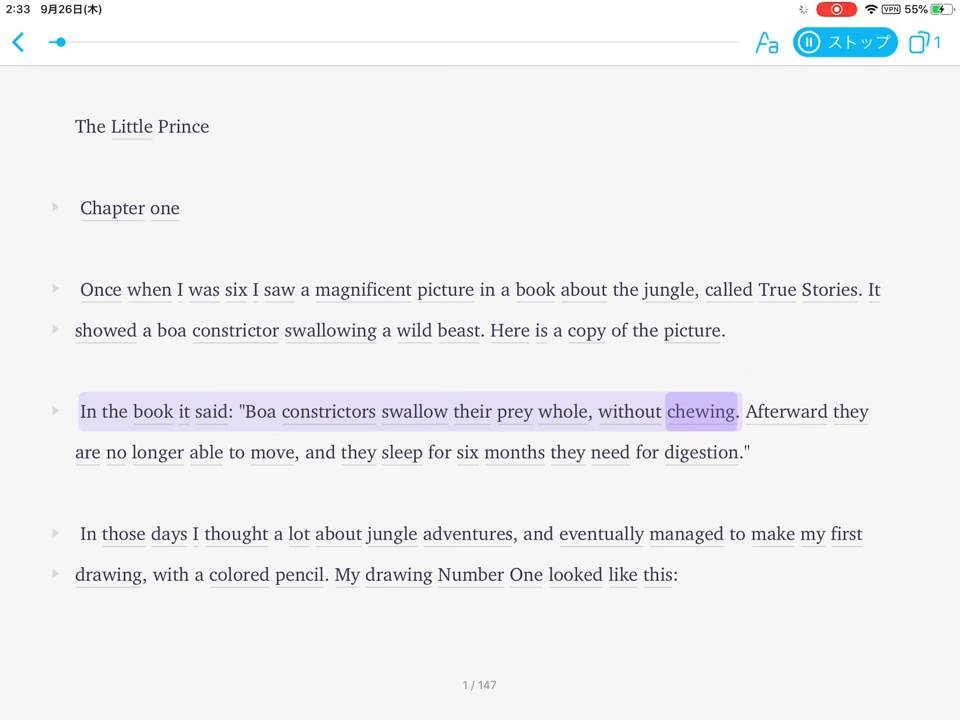 2:33 9月26日(木)
VPN 55%
Aa ストップ 1
The Little Prince
Chapter one
Once when I was six I saw a magnificent picture in a book about the jungle, called True Stories. It
showed a boa constrictor swallowing a wild beast. Here is a copy of the picture.
In the book it said: "Boa constrictors swallow their prey whole, without chewing. Afterward they
are no longer able to move, and they sleep for six months they need for digestion."
In those days I thought a lot about jungle adventures, and eventually managed to make my first
drawing, with a colored pencil. My drawing Number One looked like this:
1 / 147